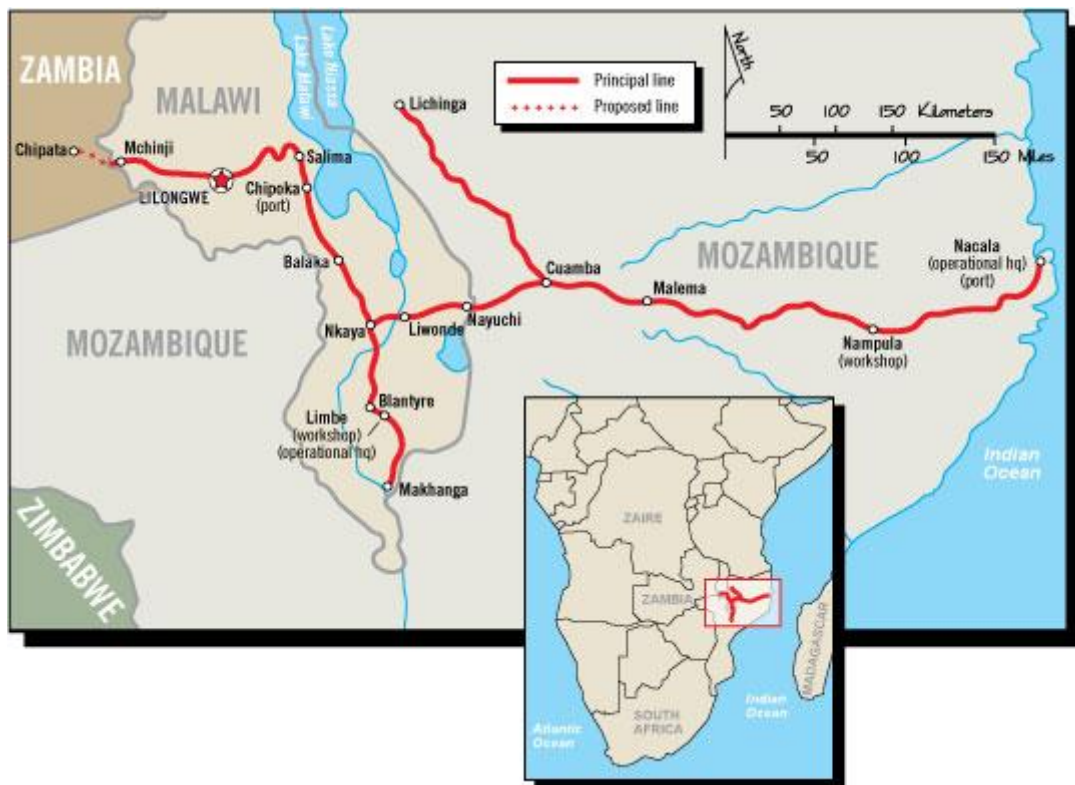 ZAMBIA
MALAWI
Lake Niassa
Lake Malawi
Lichinga
Principal line
Proposed line
North
50 100 150 Kilometers
50 100 150 Miles
Chipata
Mchinji
LILONGWE
Salima
Chipoka
(port)
Balaka
MOZAMBIQUE
Nacala
(operational hq)
(port)
Cuamba
Malema
Nkaya
Liwonde
Nayuchi
MOZAMBIQUE
Nampula
(workshop)
Blantyre
Limbe
(workshop)
(operational hq)
Makhanga
Indian
Ocean
ZIMBABWE
ZAIRE
ZAMBIA
MADAGASCAR
SOUTH
AFRICA
Indian
Ocean
Atlantic
Ocean